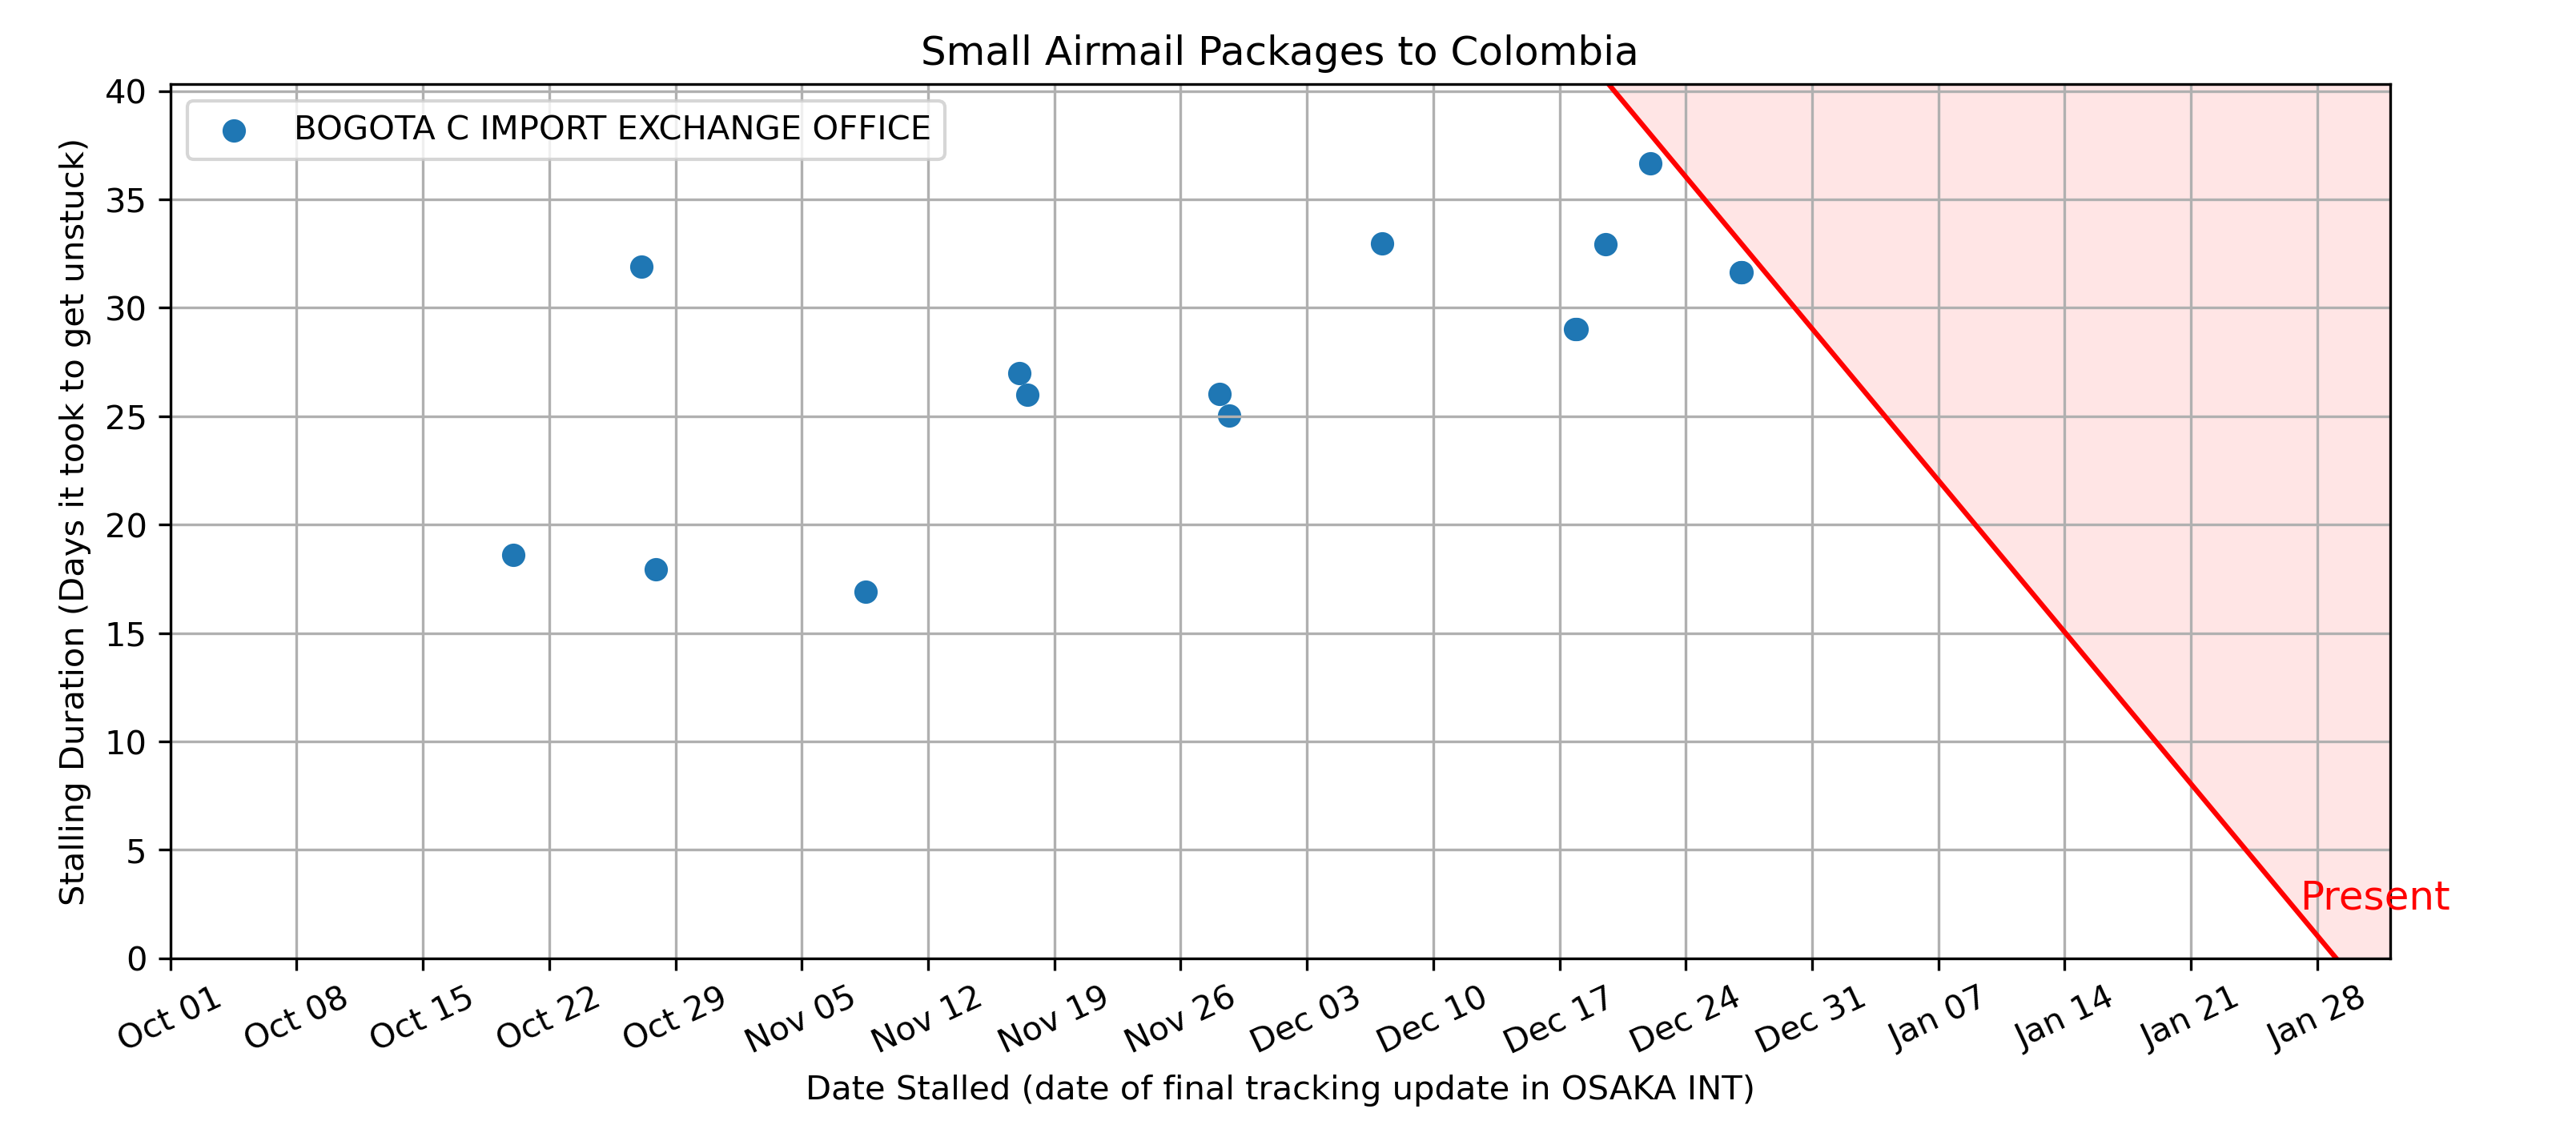 Small Airmail Packages to Colombia
BOGOTA C IMPORT EXCHANGE OFFICE
Stalling Duration (Days it took to get unstuck)
40
35
30
25
20
15
10
5
0
Present
Oct 01
Oct 08
Oct 15
Oct 22
Oct 29
Nov 05
Nov 12
Nov 19
Nov 26
Dec 03
Dec 10
Dec 17
Dec 24
Dec 31
Jan 07
Jan 14
Jan 21
Jan 28
Date Stalled (date of final tracking update in OSAKA INT)